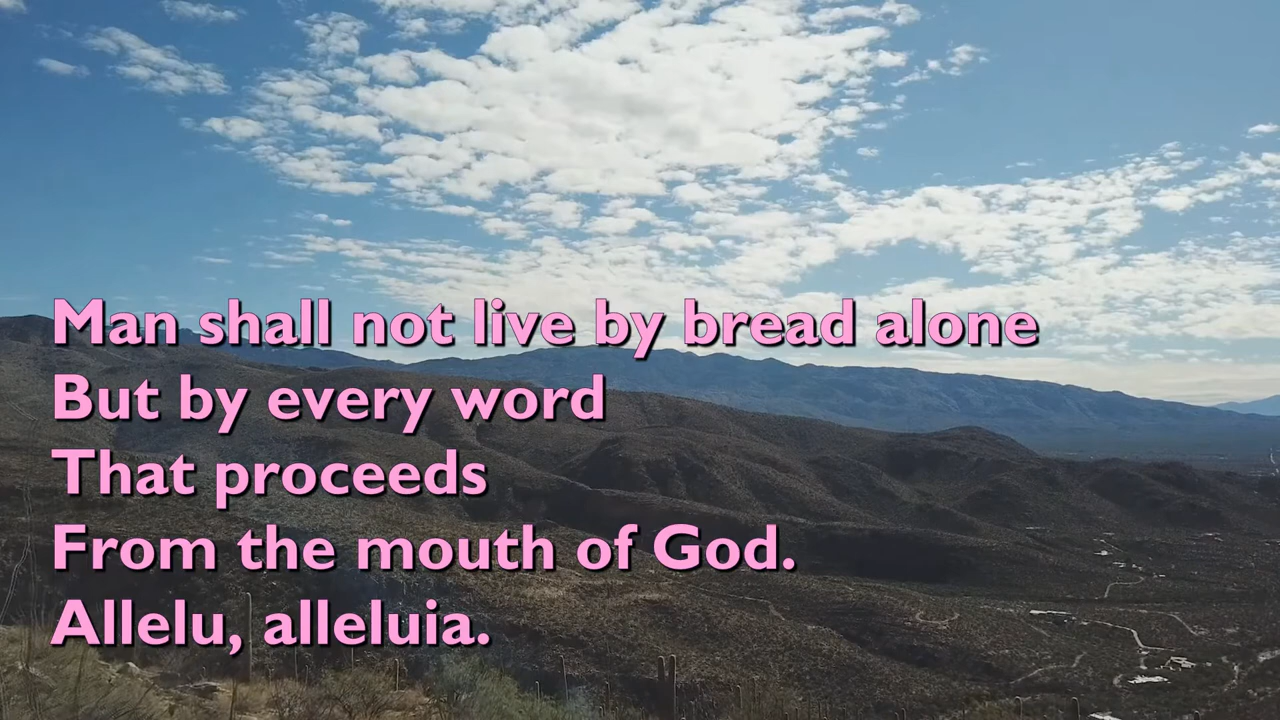 Man shall not live by bread alone
But by every word
That proceeds
From the mouth of God.
Allelu, alleluia.